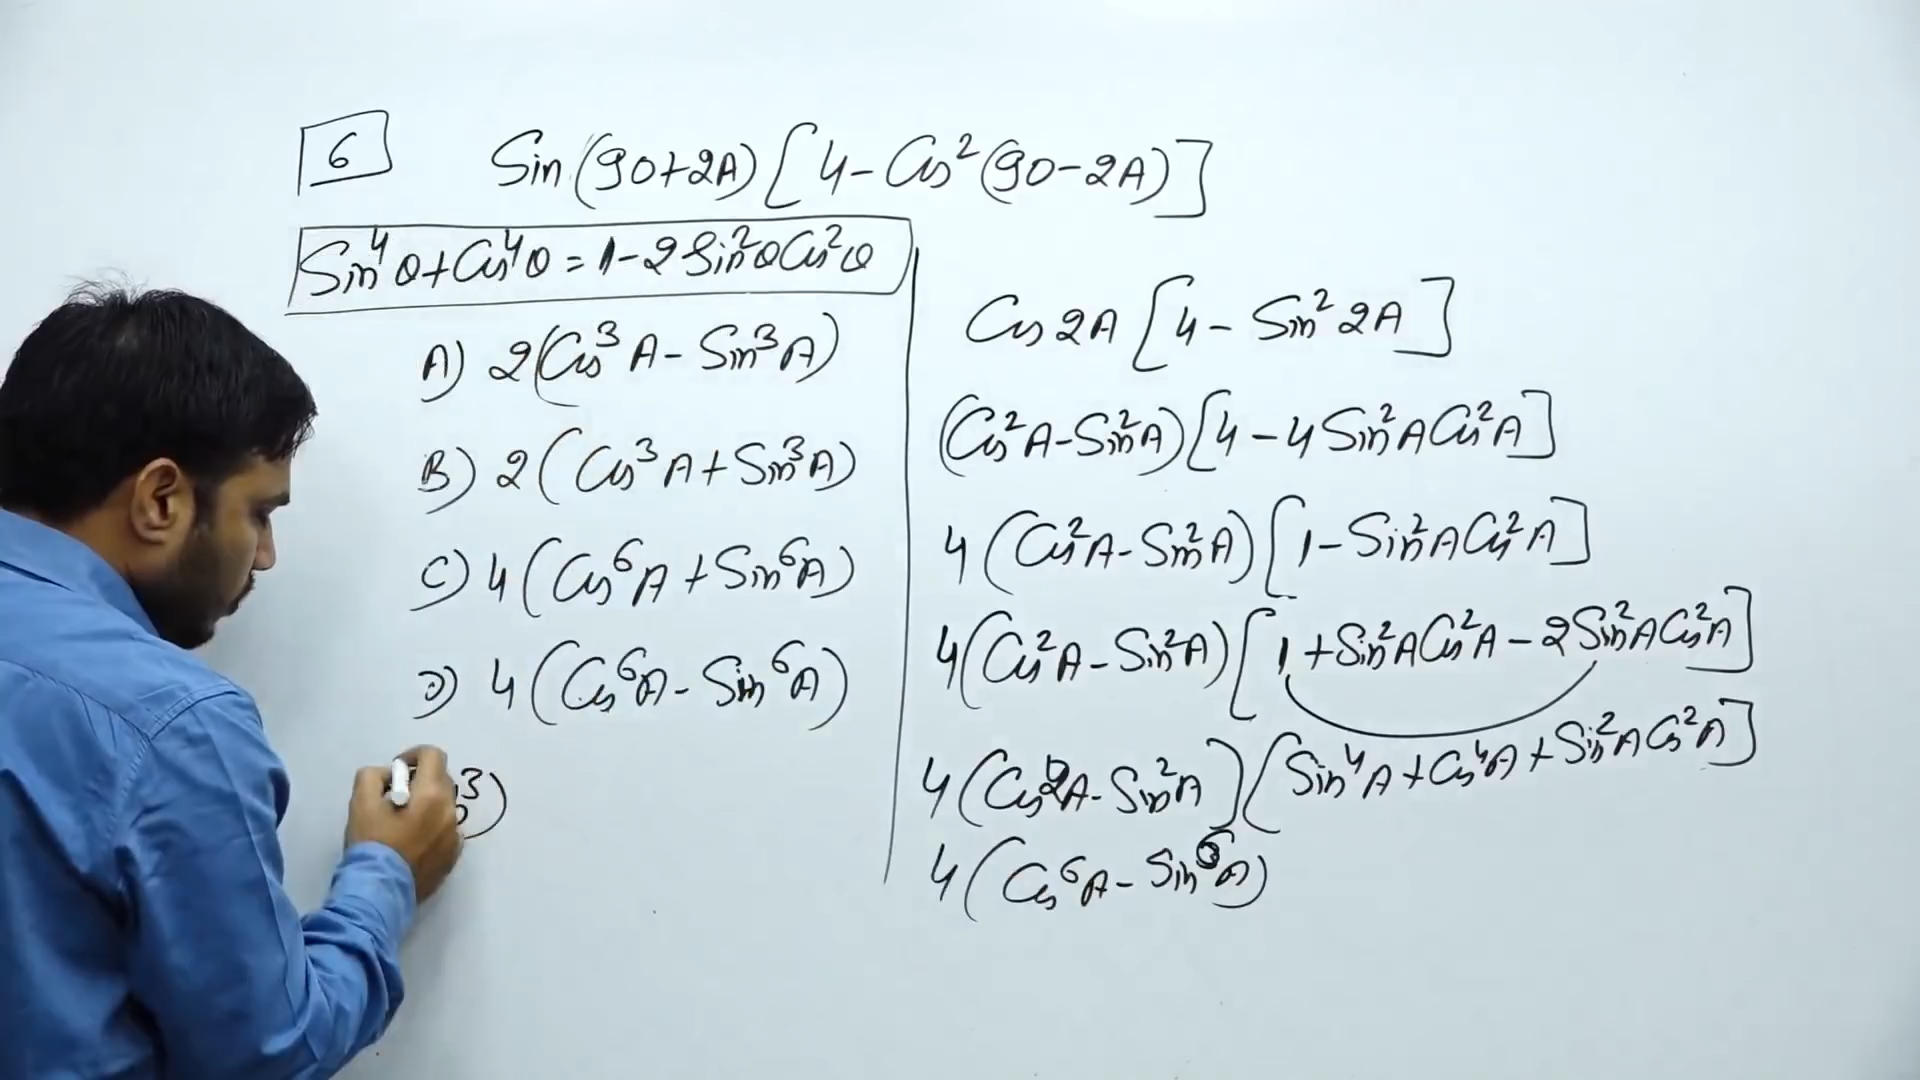 6
Sin(90+2A)[4-Cos²(90-2A)]
Sin⁴θ+Cos⁴θ=1-2Sin²θCos²θ
A) 2(Cos³A-Sin³A)
B) 2(Cos³A+Sin³A)
C) 4(Cos⁶A+Sin⁶A)
D) 4(Cos⁶A-Sin⁶A)
³)
Cos2A[4-Sin²2A]
(Cos²A-Sin²A)[4-4Sin²ACos²A]
4(Cos²A-Sin²A)[1-Sin²ACos²A]
4(Cos²A-Sin²A)[1+Sin²ACos²A-2Sin²ACos²A]
4(Cos²A-Sin²A)[Sin⁴A+Cos⁴A+Sin²ACos²A]
4(Cos⁶A-Sin⁶A)